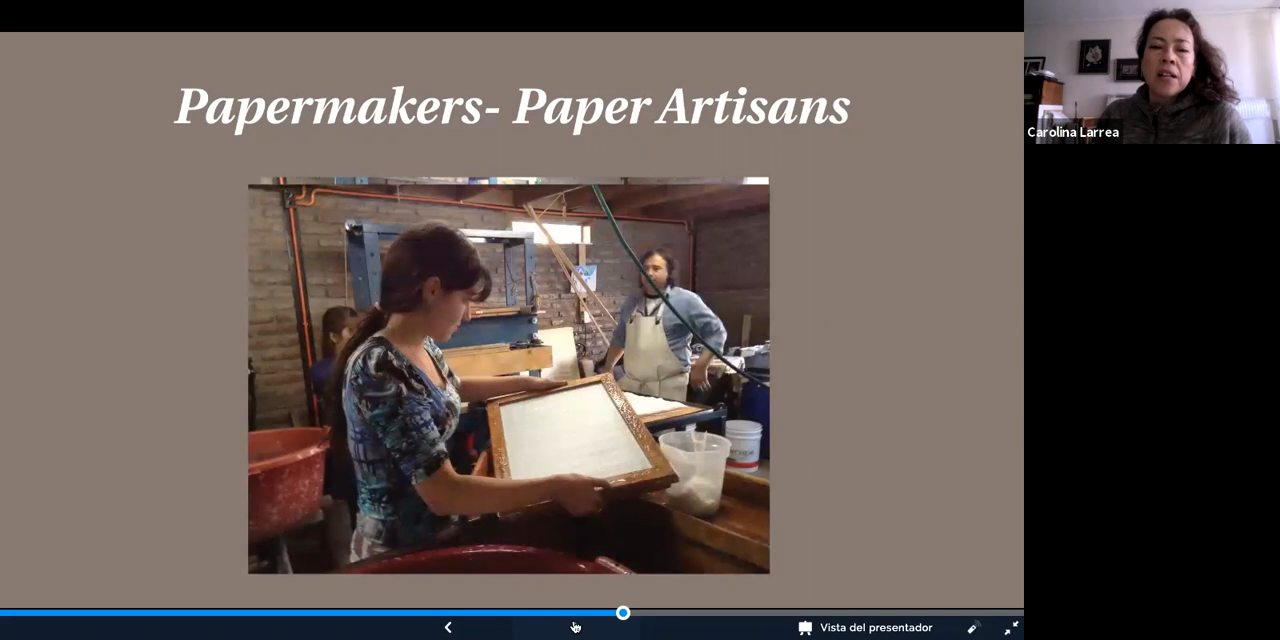 Papermakers- Paper Artisans
Carolina Larrea
Vista del presentador